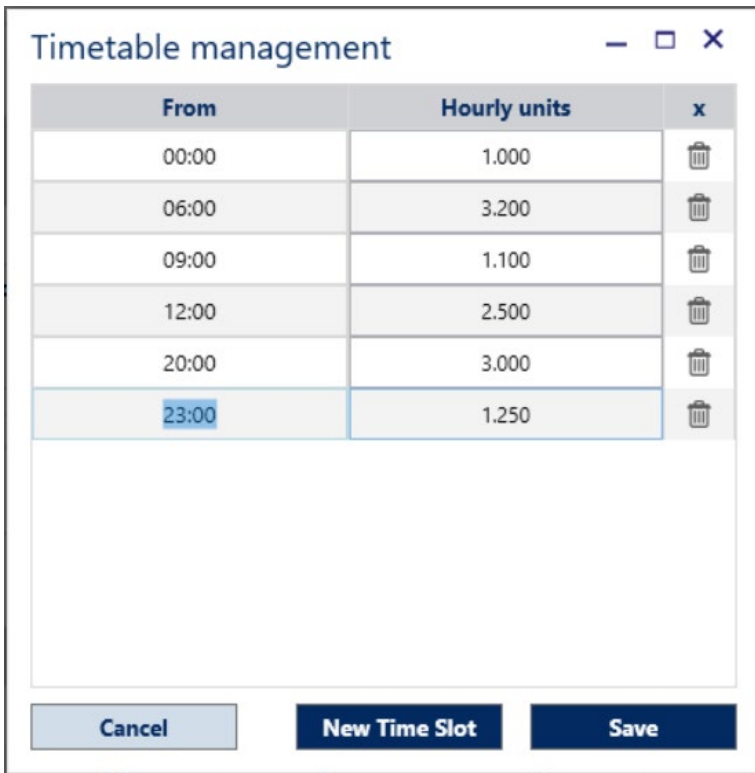 Timetable management
From Hourly units x
00:00 1.000
06:00 3.200
09:00 1.100
12:00 2.500
20:00 3.000
23:00 1.250
Cancel New Time Slot Save